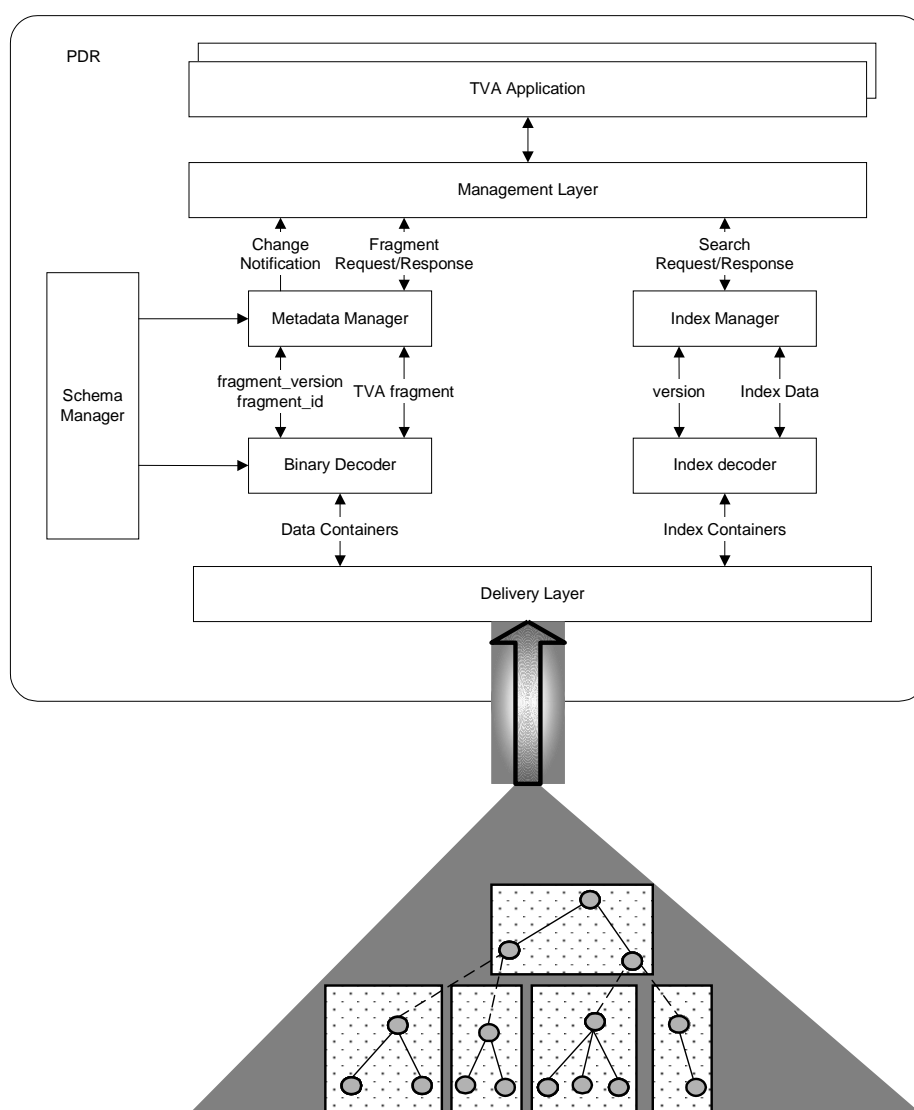 PDR
TVA Application
Management Layer
Change
Notification
Fragment
Request/Response
Search
Request/Response
Metadata Manager
Index Manager
Schema
Manager
fragment_version
fragment_id
TVA fragment
version
Index Data
Binary Decoder
Index decoder
Data Containers
Index Containers
Delivery Layer